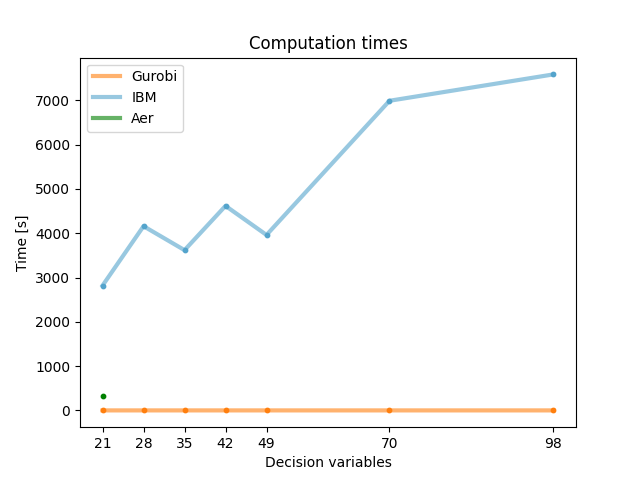 Computation times
Gurobi
IBM
Aer
7000
6000
5000
4000
3000
2000
1000
0
Time [s]
21 28 35 42 49 70 98
Decision variables